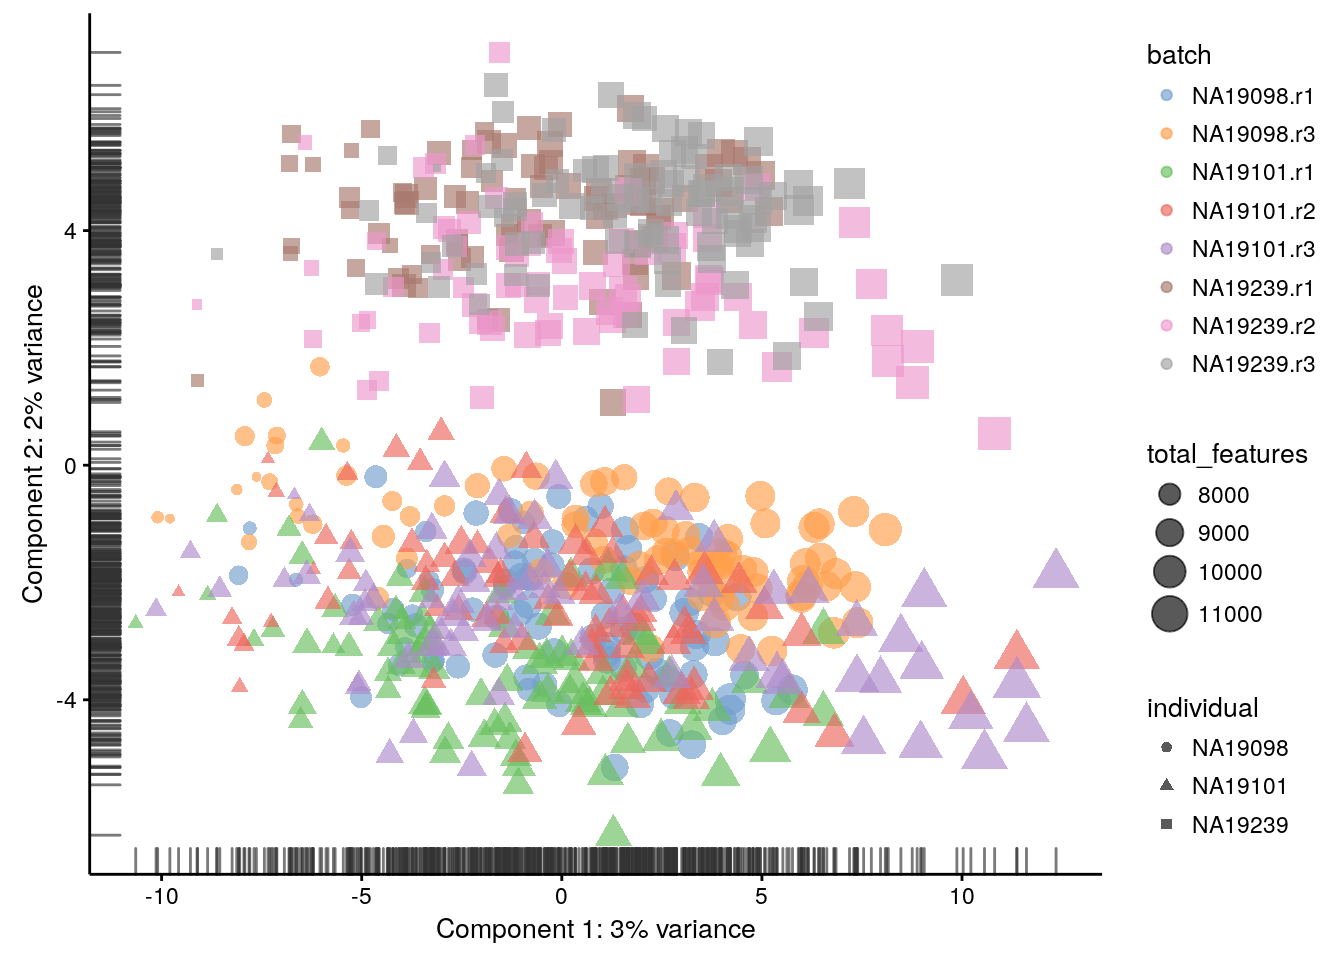 batch
NA19098.r1
NA19098.r3
NA19101.r1
NA19101.r2
NA19101.r3
NA19239.r1
NA19239.r2
NA19239.r3
total_features
8000
9000
10000
11000
individual
NA19098
NA19101
NA19239
Component 2: 2% variance
4
0
-4
-10
-5
0
5
10
Component 1: 3% variance